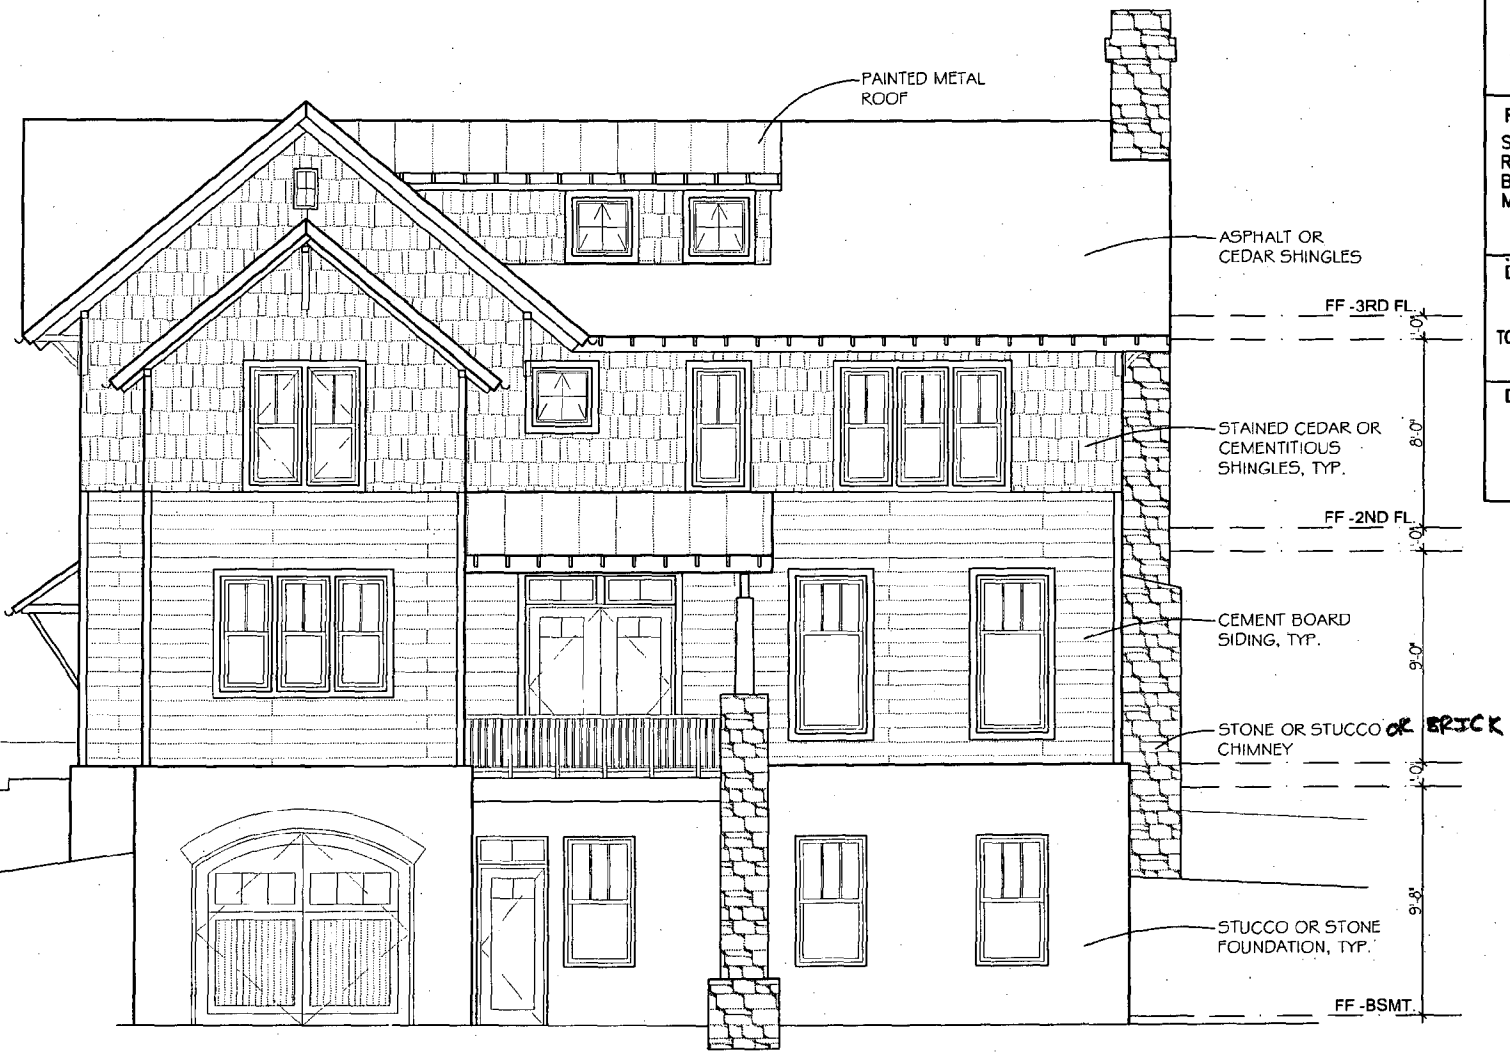 PAINTED METAL
ROOF
ASPHALT OR
CEDAR SHINGLES
FF -3RD FL.
1'-0"
STAINED CEDAR OR
CEMENTITIOUS
SHINGLES, TYP.
8'-0"
FF -2ND FL.
1'-0"
CEMENT BOARD
SIDING, TYP.
9'-0"
STONE OR STUCCO OR BRICK
CHIMNEY
1'-0"
9'-8"
STUCCO OR STONE
FOUNDATION, TYP.
FF -BSMT.